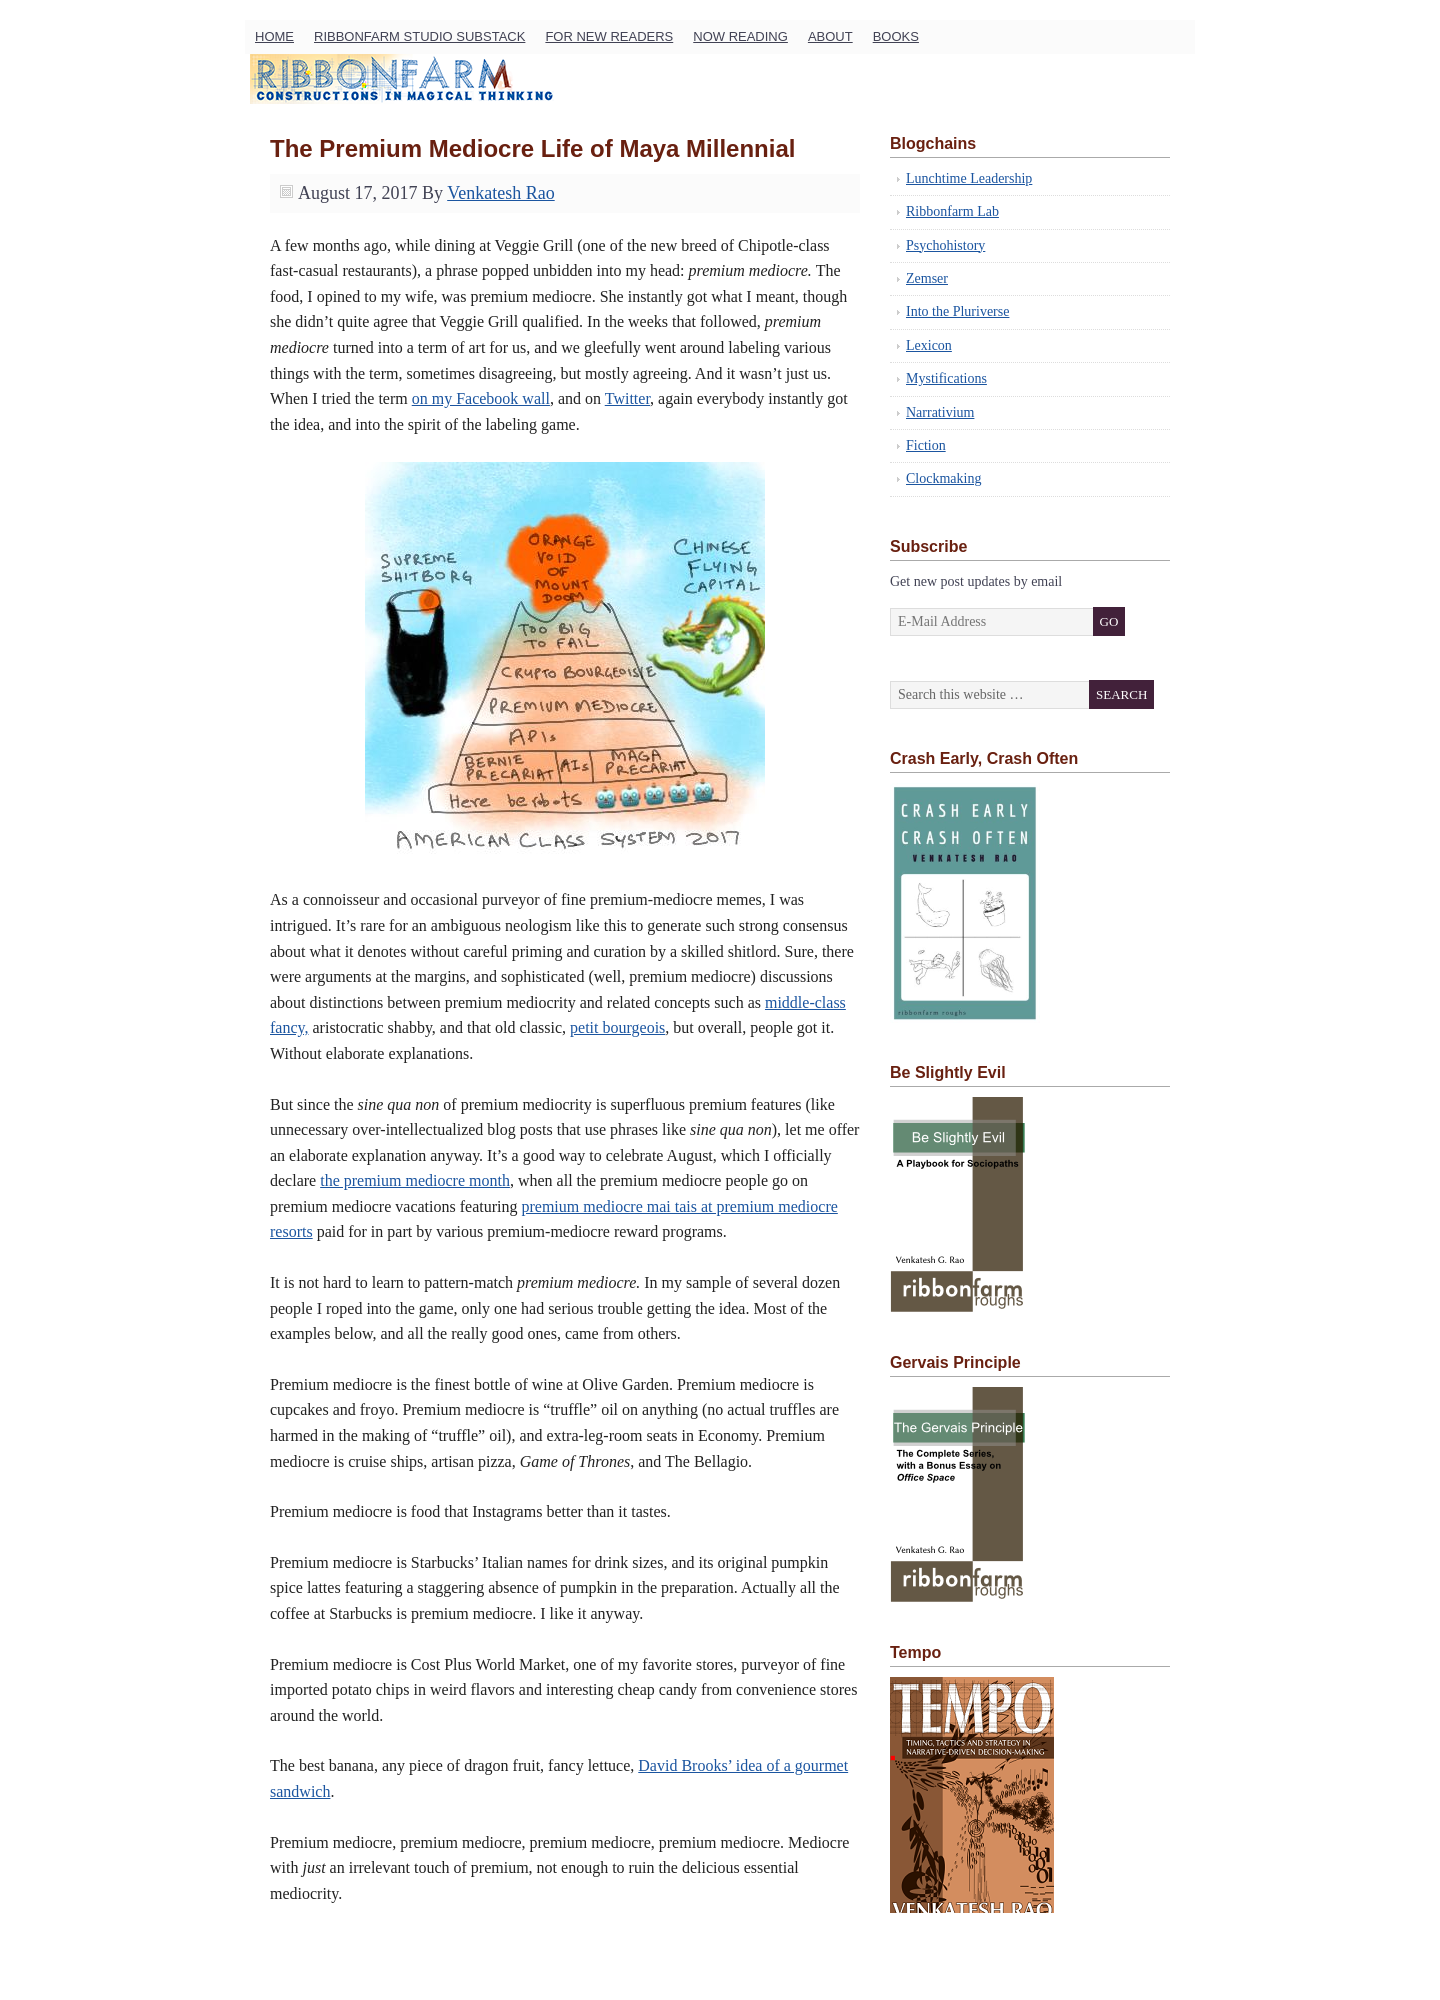 HOME RIBBONFARM STUDIO SUBSTACK FOR NEW READERS NOW READING ABOUT BOOKS
RIBBONFARM
CONSTRUCTIONS IN MAGICAL THINKING
The Premium Mediocre Life of Maya Millennial
August 17, 2017 By Venkatesh Rao
A few months ago, while dining at Veggie Grill (one of the new breed of Chipotle-class
fast-casual restaurants), a phrase popped unbidden into my head: premium mediocre. The
food, I opined to my wife, was premium mediocre. She instantly got what I meant, though
she didn’t quite agree that Veggie Grill qualified. In the weeks that followed, premium
mediocre turned into a term of art for us, and we gleefully went around labeling various
things with the term, sometimes disagreeing, but mostly agreeing. And it wasn’t just us.
When I tried the term on my Facebook wall, and on Twitter, again everybody instantly got
the idea, and into the spirit of the labeling game.
SUPREME
SHITBORG
ORANGE
VOID
OF
MOUNT
DOOM
CHINESE
FLYING
CAPITAL
TOO BIG
TO FAIL
CRYPTO BOURGEOISIE
PREMIUM MEDIOCRE
APIs
BERNIE
PRECARIAT
AIs
MAGA
PRECARIAT
Here be robots
AMERICAN CLASS SYSTEM 2017
As a connoisseur and occasional purveyor of fine premium-mediocre memes, I was
intrigued. It’s rare for an ambiguous neologism like this to generate such strong consensus
about what it denotes without careful priming and curation by a skilled shitlord. Sure, there
were arguments at the margins, and sophisticated (well, premium mediocre) discussions
about distinctions between premium mediocrity and related concepts such as middle-class
fancy, aristocratic shabby, and that old classic, petit bourgeois, but overall, people got it.
Without elaborate explanations.
But since the sine qua non of premium mediocrity is superfluous premium features (like
unnecessary over-intellectualized blog posts that use phrases like sine qua non), let me offer
an elaborate explanation anyway. It’s a good way to celebrate August, which I officially
declare the premium mediocre month, when all the premium mediocre people go on
premium mediocre vacations featuring premium mediocre mai tais at premium mediocre
resorts paid for in part by various premium-mediocre reward programs.
It is not hard to learn to pattern-match premium mediocre. In my sample of several dozen
people I roped into the game, only one had serious trouble getting the idea. Most of the
examples below, and all the really good ones, came from others.
Premium mediocre is the finest bottle of wine at Olive Garden. Premium mediocre is
cupcakes and froyo. Premium mediocre is “truffle” oil on anything (no actual truffles are
harmed in the making of “truffle” oil), and extra-leg-room seats in Economy. Premium
mediocre is cruise ships, artisan pizza, Game of Thrones, and The Bellagio.
Premium mediocre is food that Instagrams better than it tastes.
Premium mediocre is Starbucks’ Italian names for drink sizes, and its original pumpkin
spice lattes featuring a staggering absence of pumpkin in the preparation. Actually all the
coffee at Starbucks is premium mediocre. I like it anyway.
Premium mediocre is Cost Plus World Market, one of my favorite stores, purveyor of fine
imported potato chips in weird flavors and interesting cheap candy from convenience stores
around the world.
The best banana, any piece of dragon fruit, fancy lettuce, David Brooks’ idea of a gourmet
sandwich.
Premium mediocre, premium mediocre, premium mediocre, premium mediocre. Mediocre
with just an irrelevant touch of premium, not enough to ruin the delicious essential
mediocrity.
Blogchains
Lunchtime Leadership
Ribbonfarm Lab
Psychohistory
Zemser
Into the Pluriverse
Lexicon
Mystifications
Narrativium
Fiction
Clockmaking
Subscribe
Get new post updates by email
E-Mail Address GO
Search this website … SEARCH
Crash Early, Crash Often
CRASH EARLY
CRASH OFTEN
VENKATESH RAO
ribbonfarm roughs
Be Slightly Evil
Be Slightly Evil
A Playbook for Sociopaths
Venkatesh G. Rao
ribbonfarm
roughs
Gervais Principle
The Gervais Principle
The Complete Series,
with a Bonus Essay on
Office Space
Venkatesh G. Rao
ribbonfarm
roughs
Tempo
TEMPO
TIMING, TACTICS AND STRATEGY IN
NARRATIVE-DRIVEN DECISION-MAKING
VENKATESH RAO